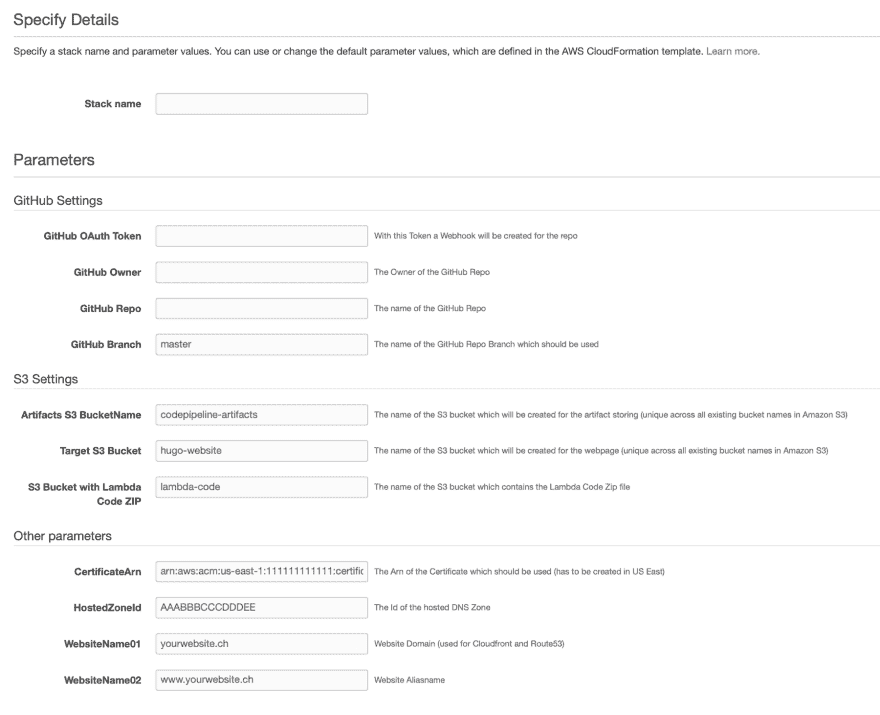 Specify Details
Specify a stack name and parameter values. You can use or change the default parameter values, which are defined in the AWS CloudFormation template. Learn more.
Stack name
Parameters
GitHub Settings
GitHub OAuth Token With this Token a Webhook will be created for the repo
GitHub Owner The Owner of the GitHub Repo
GitHub Repo The name of the GitHub Repo
GitHub Branch master The name of the GitHub Repo Branch which should be used
S3 Settings
Artifacts S3 BucketName codepipeline-artifacts The name of the S3 bucket which will be created for the artifact storing (unique across all existing bucket names in Amazon S3)
Target S3 Bucket hugo-website The name of the S3 bucket which will be created for the webpage (unique across all existing bucket names in Amazon S3)
S3 Bucket with Lambda lambda-code The name of the S3 bucket which contains the Lambda Code Zip file
Code ZIP
Other parameters
CertificateArn arn:aws:acm:us-east-1:111111111111:certific The Arn of the Certificate which should be used (has to be created in US East)
HostedZoneId AAABBBCCCDDDEE The Id of the hosted DNS Zone
WebsiteName01 yourwebsite.ch Website Domain (used for Cloudfront and Route53)
WebsiteName02 www.yourwebsite.ch Website Aliasname